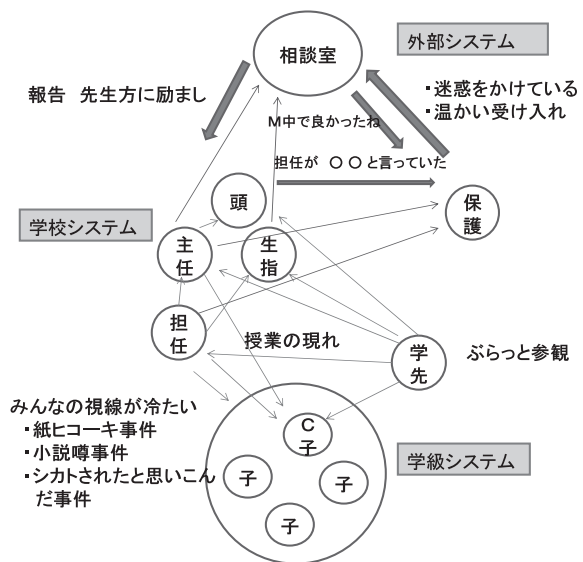 相談室
外部システム
報告 先生方に励まし
・迷惑をかけている
・温かい受け入れ
M中で良かったね
担任が 〇〇と言っていた
頭
保護
学校システム
主任
生指
担任
授業の現れ
学先
ぶらっと参観
みんなの視線が冷たい
・紙ヒコーキ事件
・小説噂事件
・シカトされたと思いこん
だ事件
C子
子
子
子
学級システム